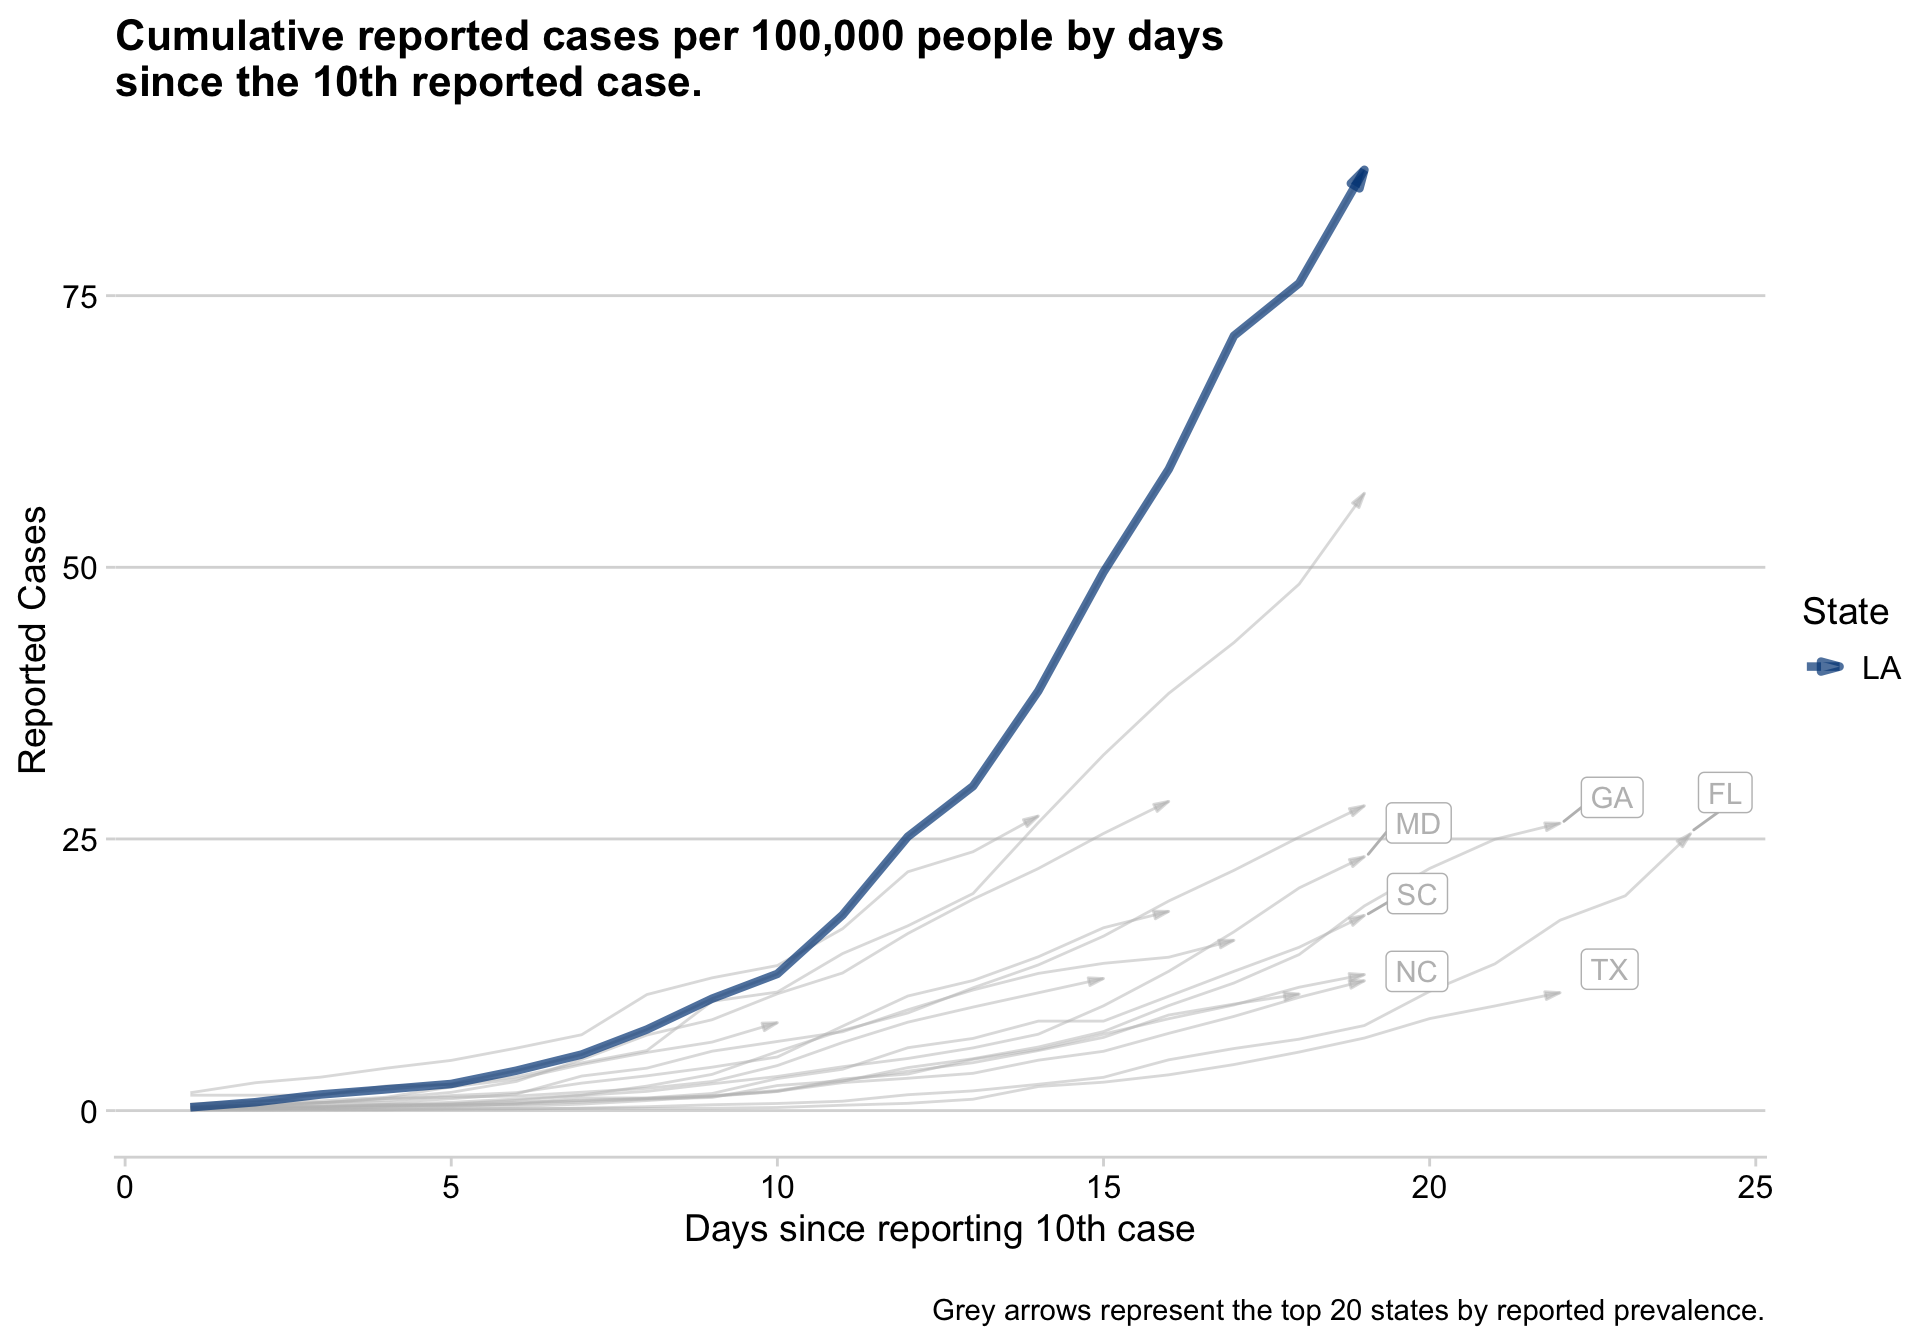 Cumulative reported cases per 100,000 people by days
since the 10th reported case.
75
50
25
0
Reported Cases
GA
FL
MD
SC
NC
TX
State
LA
0
5
10
15
20
25
Days since reporting 10th case
Grey arrows represent the top 20 states by reported prevalence.